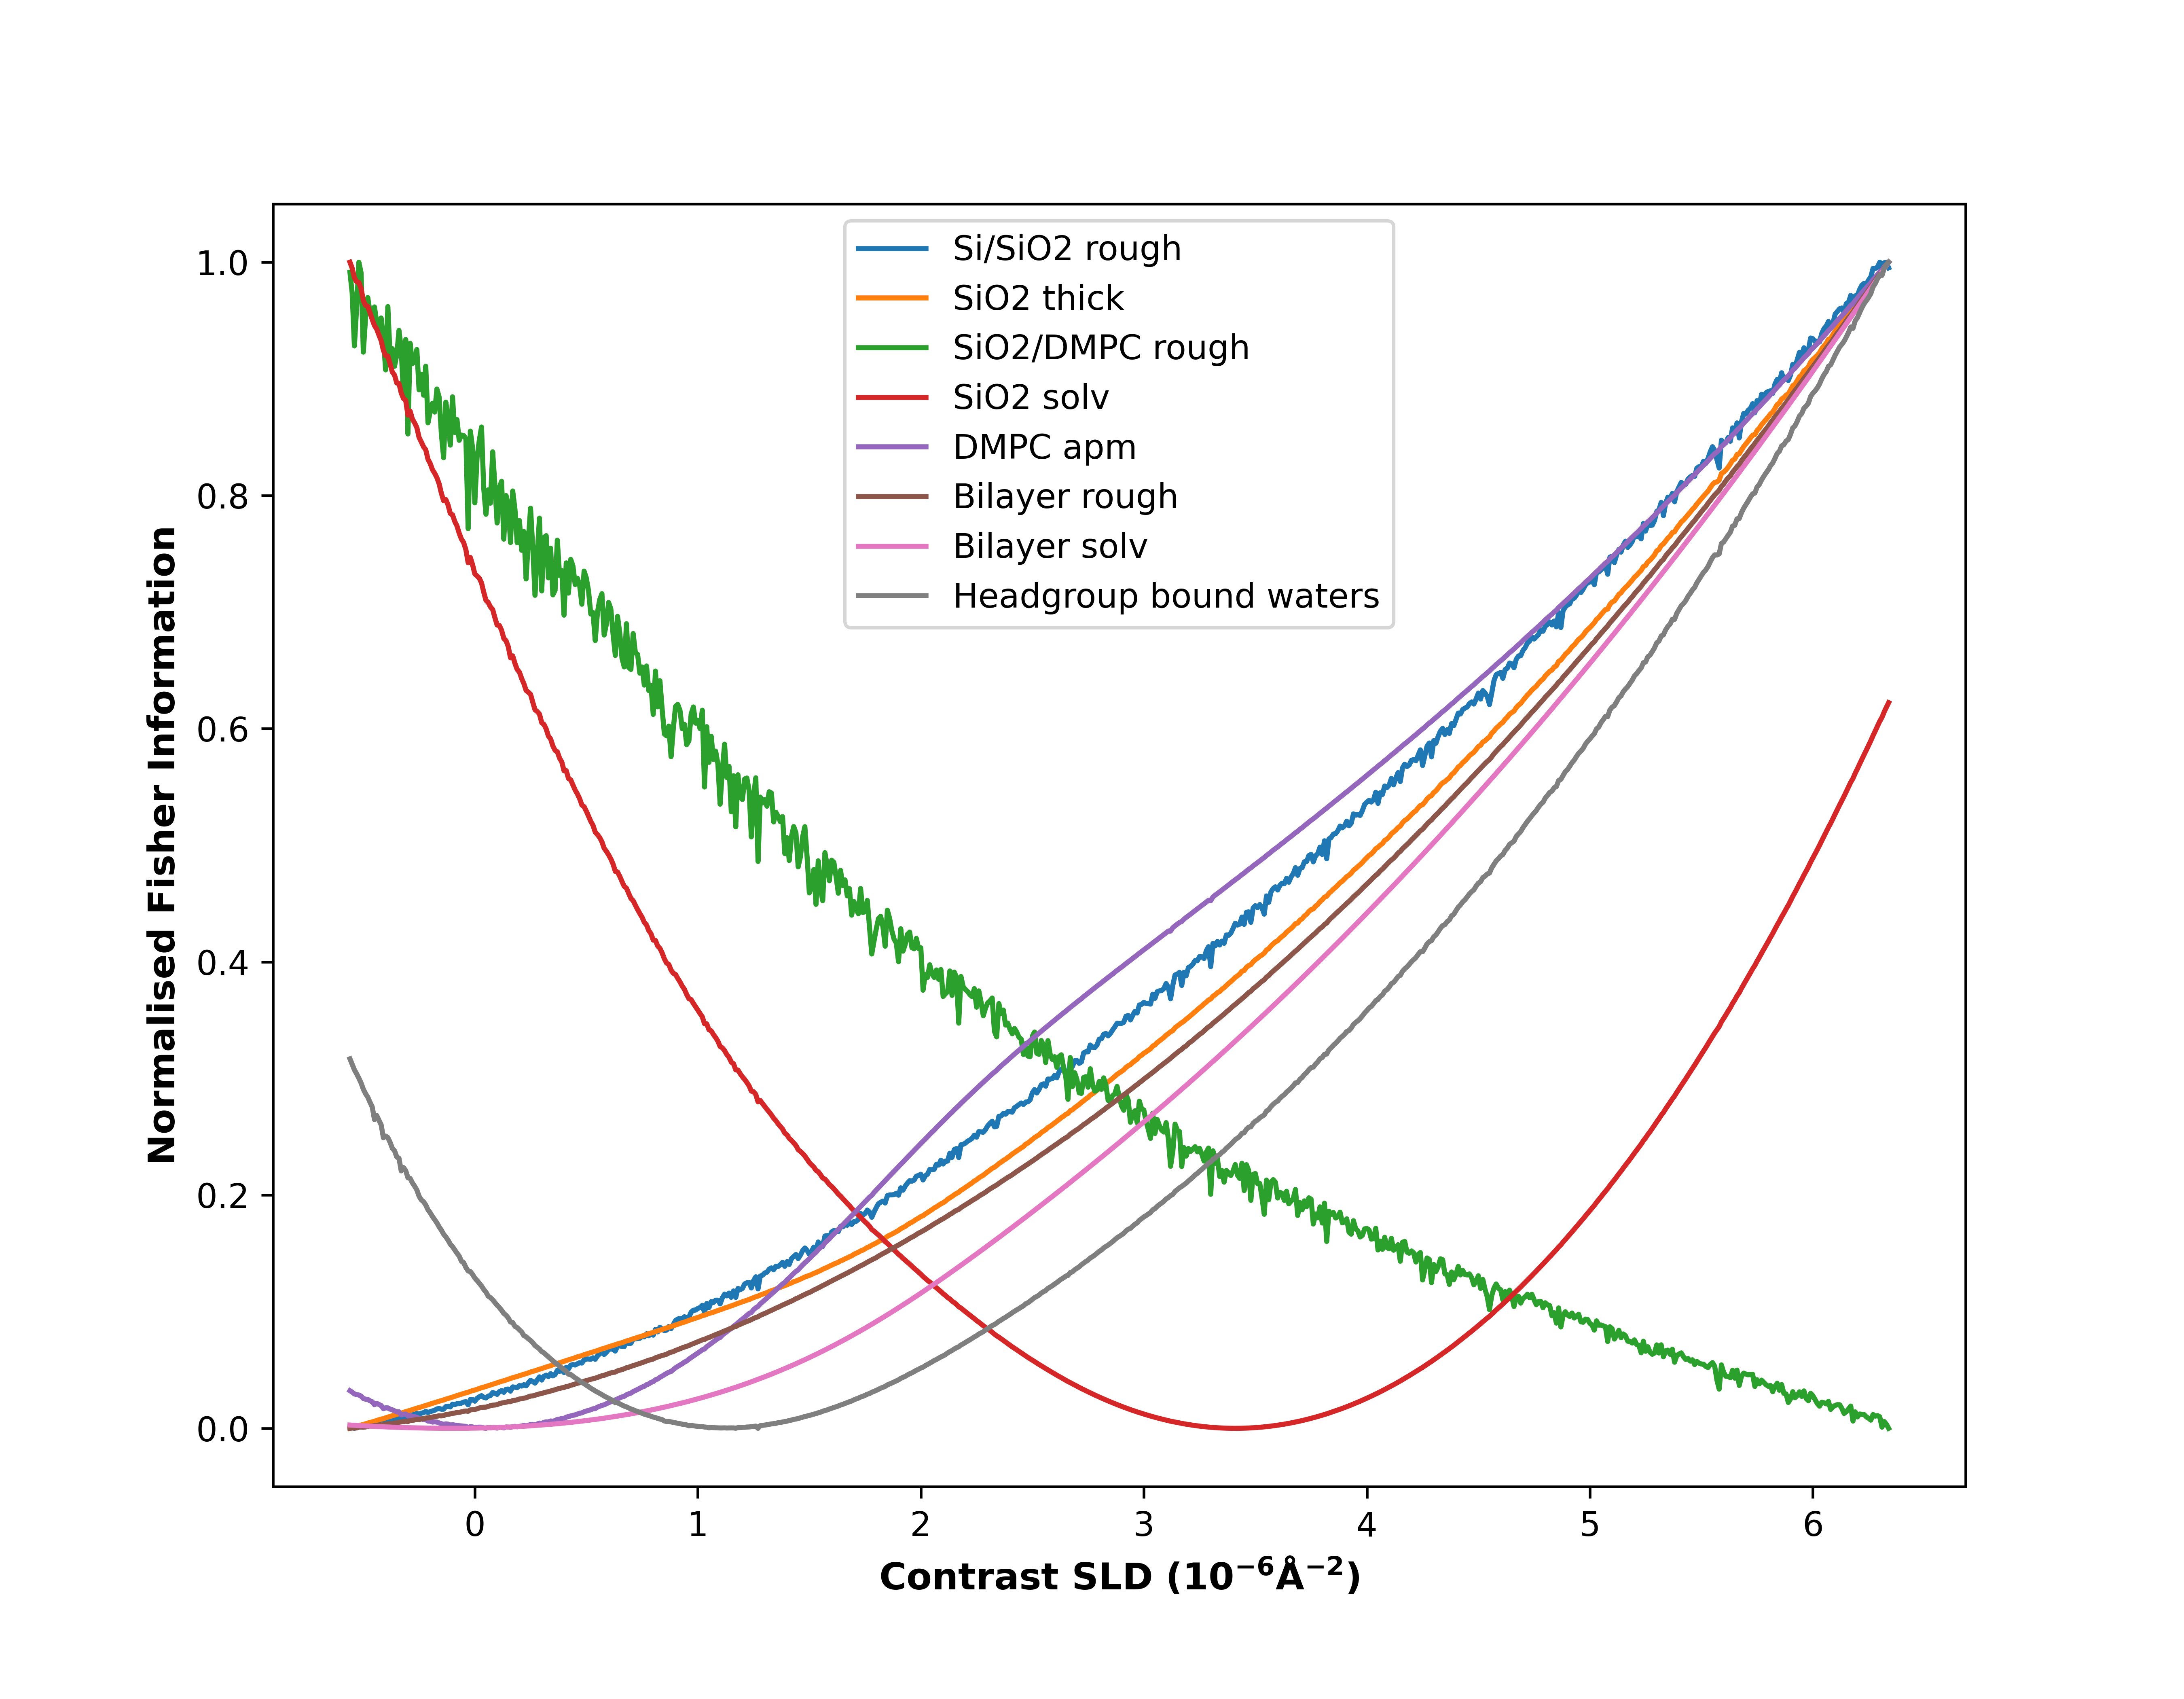 Si/SiO2 rough
SiO2 thick
SiO2/DMPC rough
SiO2 solv
DMPC apm
Bilayer rough
Bilayer solv
Headgroup bound waters
Normalised Fisher Information
1.0
0.8
0.6
0.4
0.2
0.0
0 1 2 3 4 5 6
Contrast SLD (10⁻⁶Å⁻²)